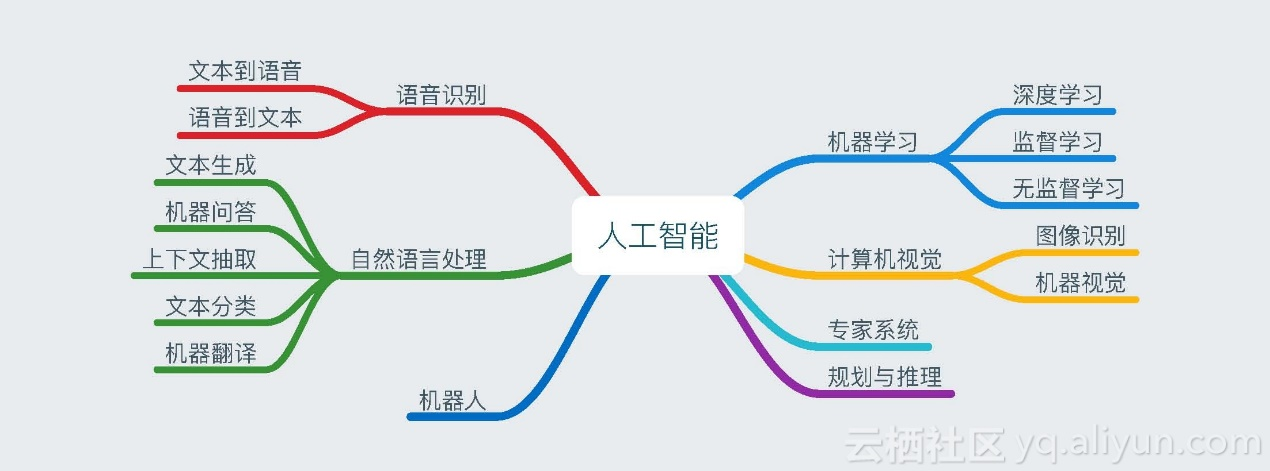 人工智能
语音识别
文本到语音
语音到文本
自然语言处理
文本生成
机器问答
上下文抽取
文本分类
机器翻译
机器人
机器学习
深度学习
监督学习
无监督学习
计算机视觉
图像识别
机器视觉
专家系统
规划与推理
云栖社区 yq.aliyun.com